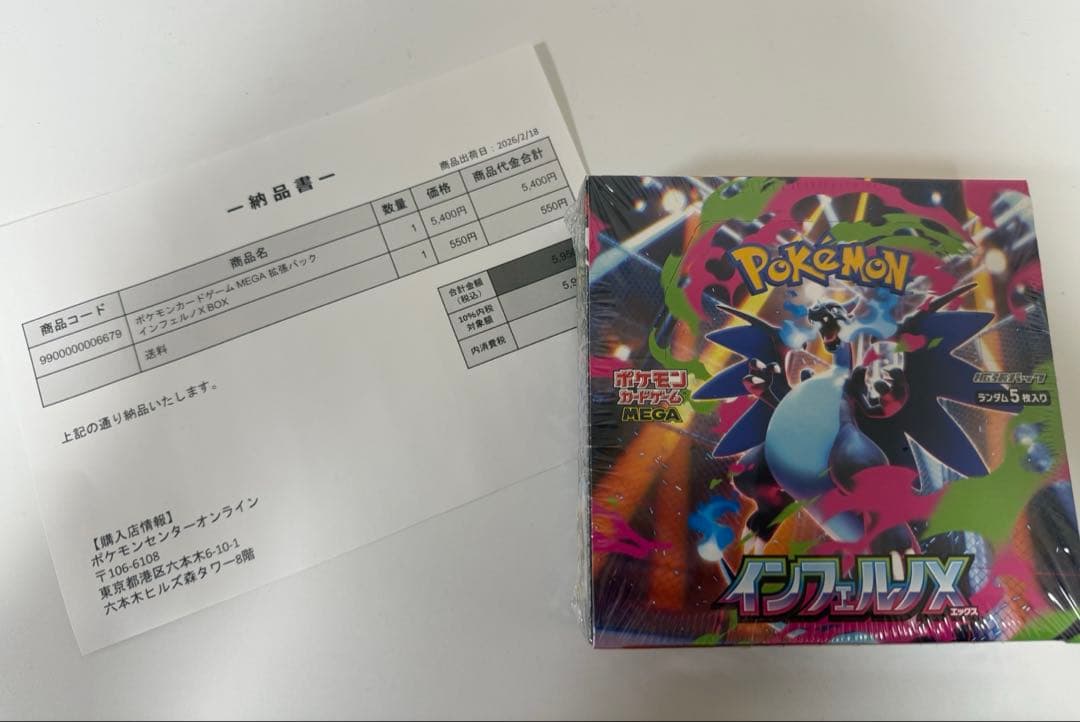 ー納品書ー
商品出荷日：2026/2/18
商品コード 商品名 数量 価格 商品代金合計
9900000006679 ポケモンカードゲーム MEGA 拡張パック
インフェルノX BOX 1 5,400円 5,400円
送料 1 550円 550円
合計金額
(税込)
10%内税
対象額
内消費税
上記の通り納品いたします。
【購入店情報】
ポケモンセンターオンライン
〒106-6108
東京都港区六本木6-10-1
六本木ヒルズ森タワー8階
POKÉMON
ポケモン
カードゲーム
MEGA
拡張パック
ランダム5枚入り
インフェルノX
エックス